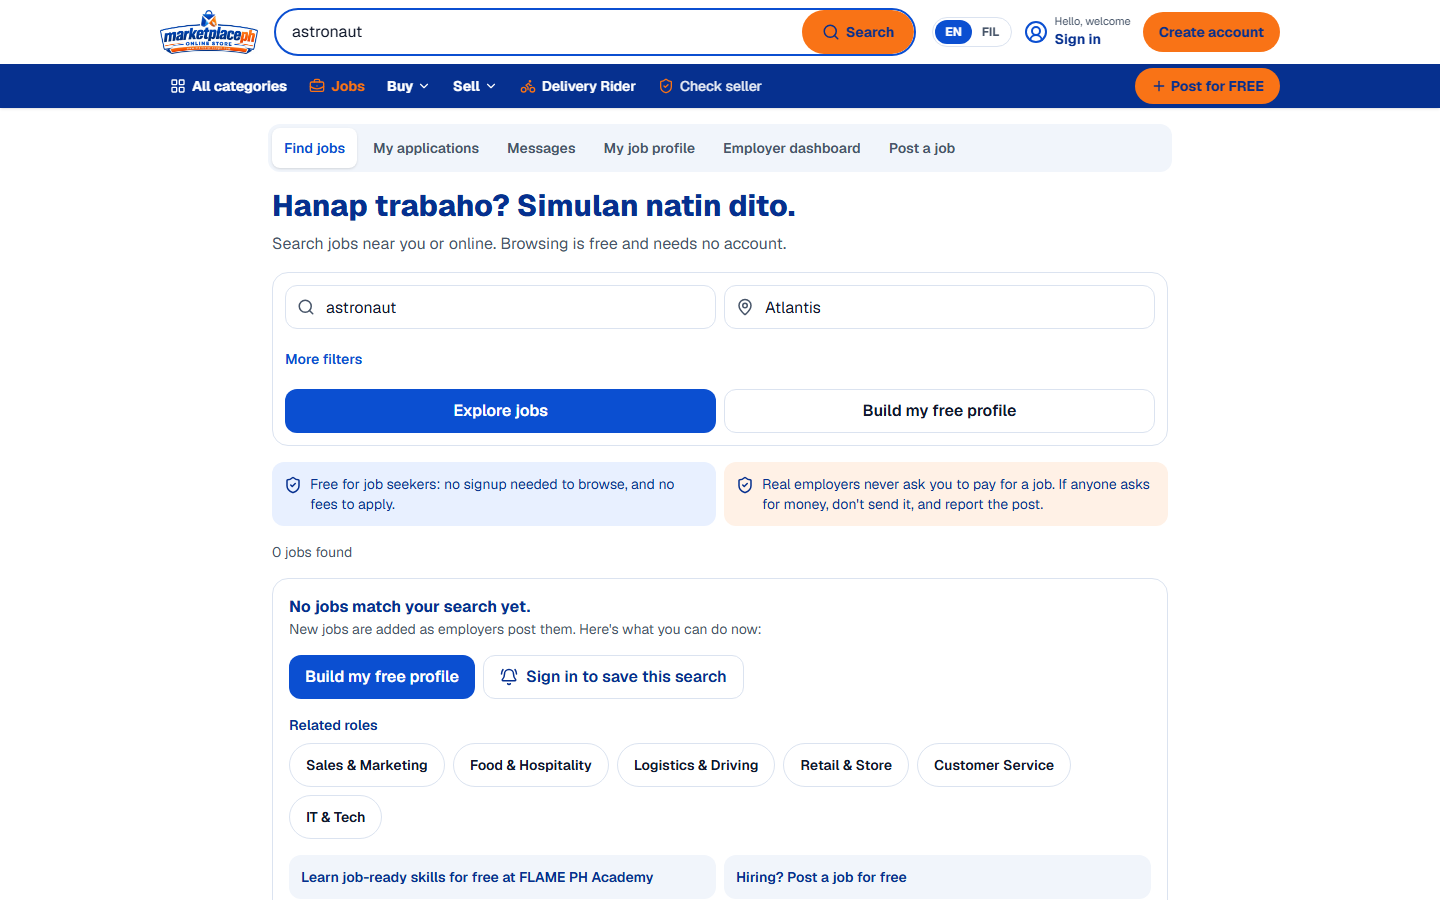 marketplaceph
ONLINE STORE
astronaut
Search
EN
FIL
Hello, welcome
Sign in
Create account
All categories
Jobs
Buy
Sell
Delivery Rider
Check seller
+ Post for FREE
Find jobs
My applications
Messages
My job profile
Employer dashboard
Post a job
Hanap trabaho? Simulan natin dito.
Search jobs near you or online. Browsing is free and needs no account.
astronaut
Atlantis
More filters
Explore jobs
Build my free profile
Free for job seekers: no signup needed to browse, and no
fees to apply.
Real employers never ask you to pay for a job. If anyone asks
for money, don't send it, and report the post.
0 jobs found
No jobs match your search yet.
New jobs are added as employers post them. Here's what you can do now:
Build my free profile
Sign in to save this search
Related roles
Sales & Marketing
Food & Hospitality
Logistics & Driving
Retail & Store
Customer Service
IT & Tech
Learn job-ready skills for free at FLAME PH Academy
Hiring? Post a job for free